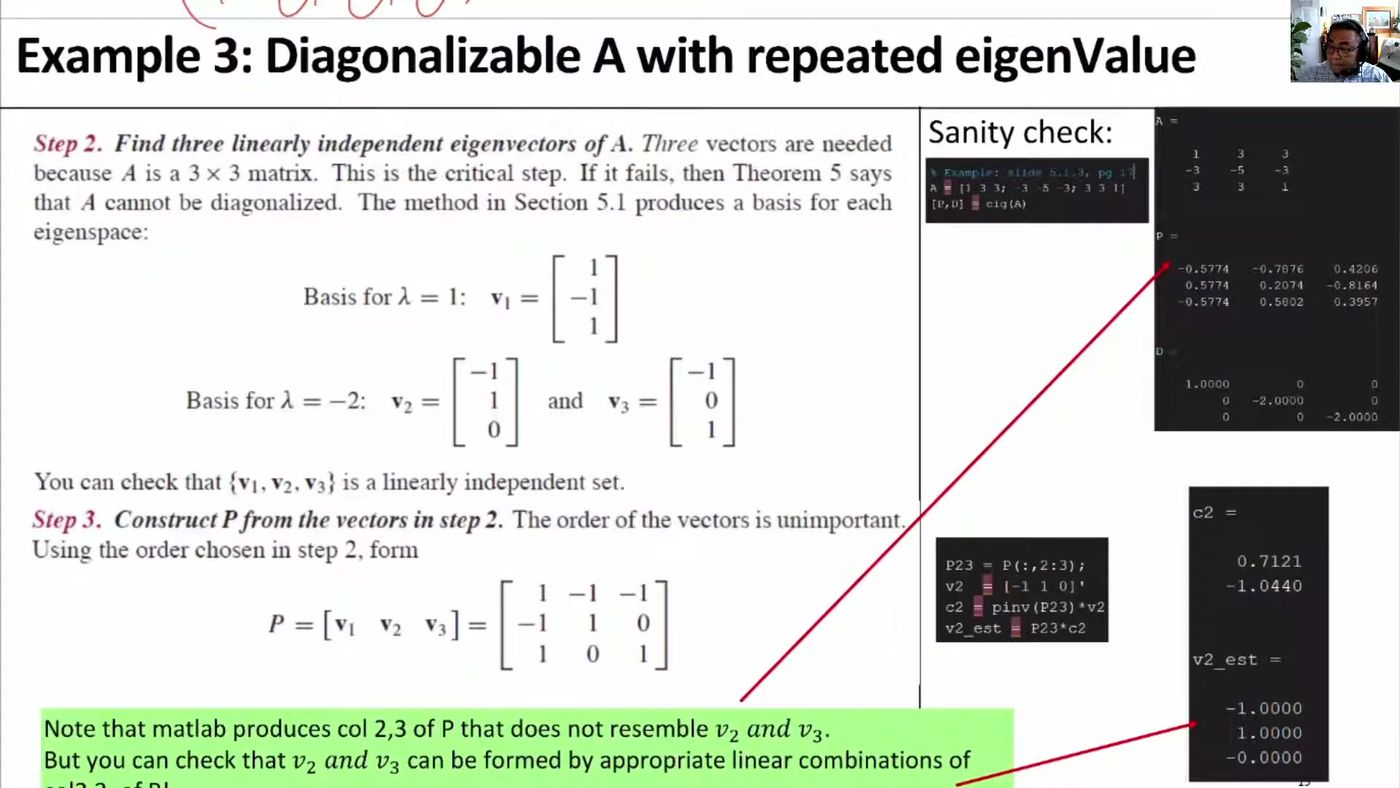 Example 3: Diagonalizable A with repeated eigenValue
Step 2. Find three linearly independent eigenvectors of A. Three vectors are needed
because A is a 3 × 3 matrix. This is the critical step. If it fails, then Theorem 5 says
that A cannot be diagonalized. The method in Section 5.1 produces a basis for each
eigenspace:
Basis for λ = 1: v₁ = [1 −1 1]
Basis for λ = −2: v₂ = [−1 1 0] and v₃ = [−1 0 1]
You can check that {v₁, v₂, v₃} is a linearly independent set.
Step 3. Construct P from the vectors in step 2. The order of the vectors is unimportant.
Using the order chosen in step 2, form
P = [v₁ v₂ v₃] =
1 −1 −1
−1 1 0
1 0 1
Note that matlab produces col 2,3 of P that does not resemble v₂ and v₃.
But you can check that v₂ and v₃ can be formed by appropriate linear combinations of
Sanity check:
% Example: slide 5.1.3, pg 17
A = [1 3 3; -3 -5 -3; 3 3 1]
[P,D] = eig(A)
A =
1 3 3
-3 -5 -3
3 3 1
P =
-0.5774 -0.7876 0.4206
0.5774 0.2074 -0.8164
-0.5774 0.5802 0.3957
D =
1.0000 0 0
0 -2.0000 0
0 0 -2.0000
P23 = P(:,2:3);
v2 = [-1 1 0]'
c2 = pinv(P23)*v2
v2_est = P23*c2
c2 =
0.7121
-1.0440
v2_est =
-1.0000
1.0000
-0.0000